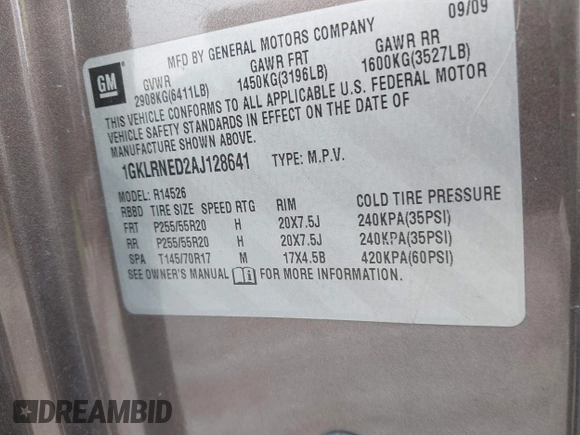 09/09
MFD BY GENERAL MOTORS COMPANY
GM
GVWR GAWR FRT GAWR RR
2908KG(6411LB) 1450KG(3196LB) 1600KG(3527LB)
THIS VEHICLE CONFORMS TO ALL APPLICABLE U.S. FEDERAL MOTOR
VEHICLE SAFETY STANDARDS IN EFFECT ON THE DATE OF
MANUFACTURE SHOWN ABOVE.
1GKLRNED2AJ128641 TYPE: M.P.V.
MODEL: R14526
RBBD TIRE SIZE SPEED RTG RIM COLD TIRE PRESSURE
FRT P255/55R20 H 20X7.5J 240KPA(35PSI)
RR P255/55R20 H 20X7.5J 240KPA(35PSI)
SPA T145/70R17 M 17X4.5B 420KPA(60PSI)
SEE OWNER'S MANUAL i FOR MORE INFORMATION.
DREAMBID